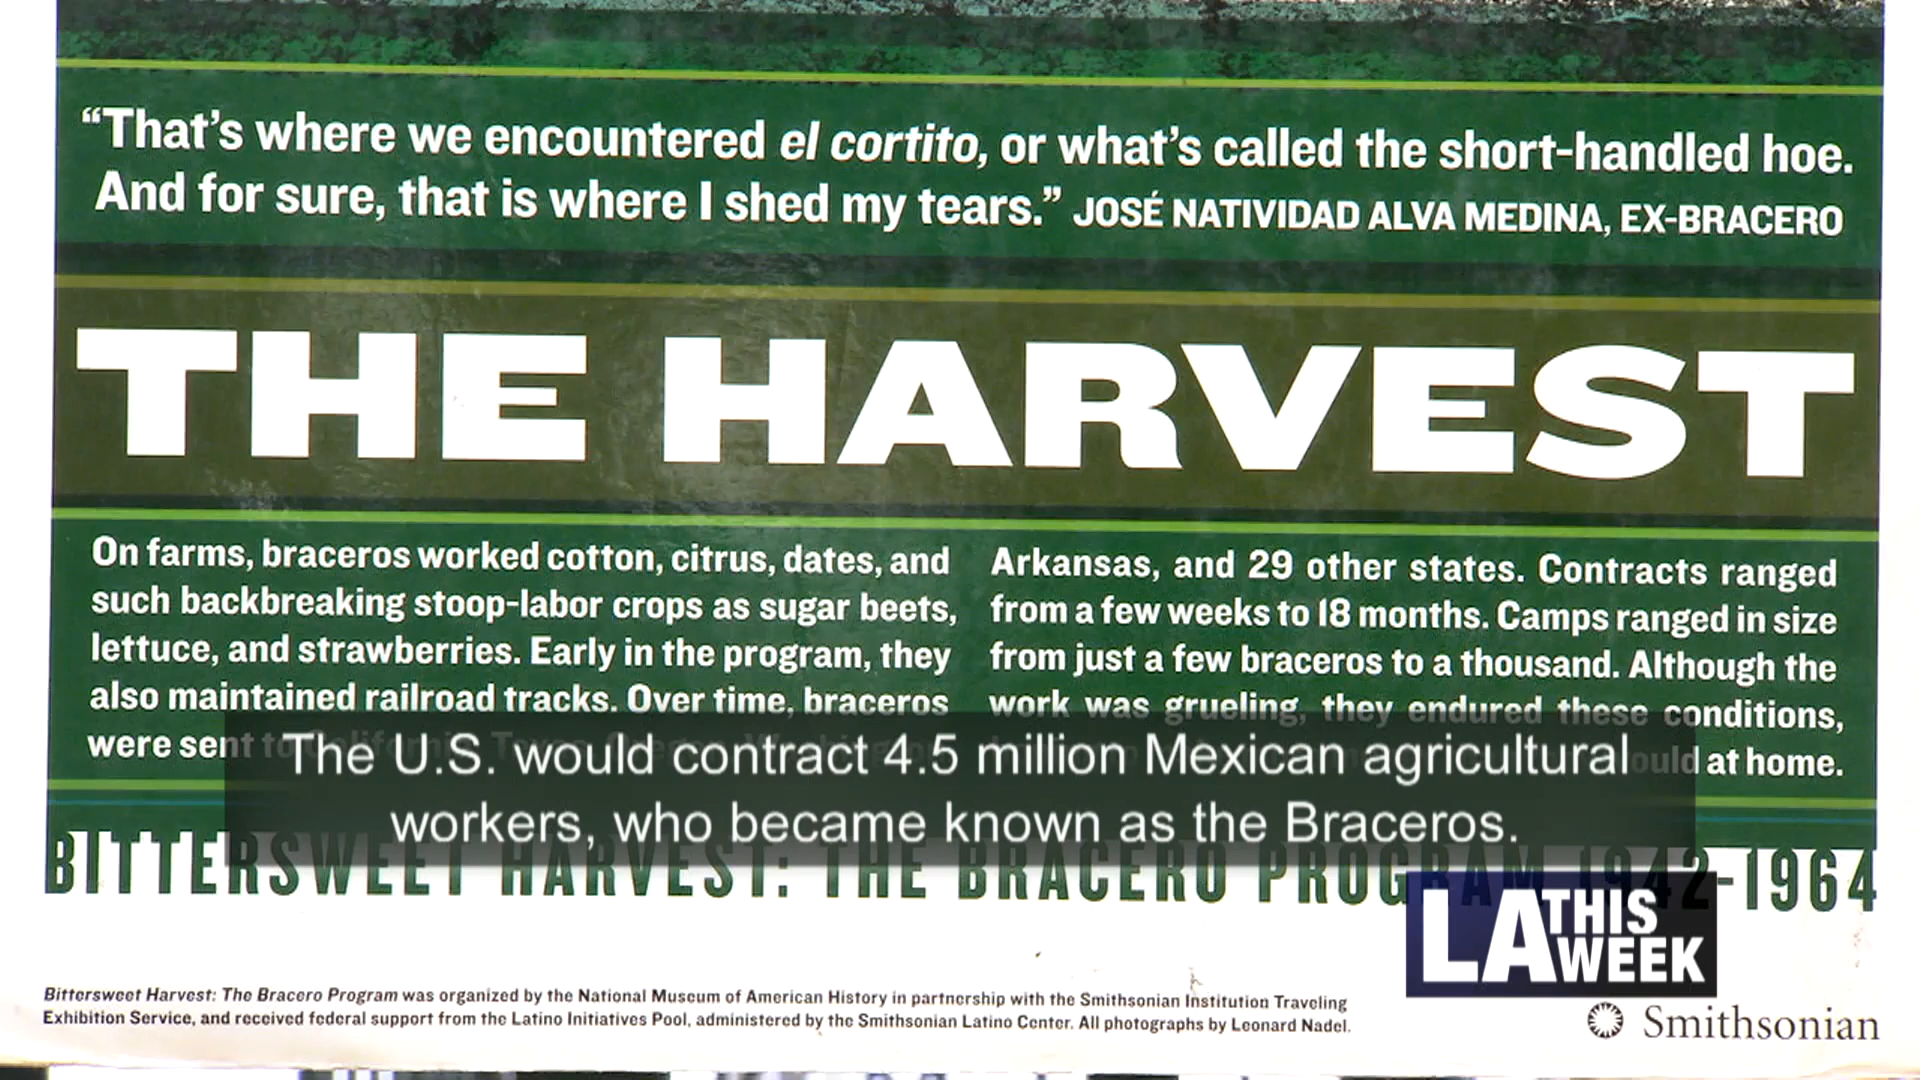 “That’s where we encountered el cortito, or what’s called the short-handled hoe.
And for sure, that is where I shed my tears.” JOSÉ NATIVIDAD ALVA MEDINA, EX-BRACERO
THE HARVEST
On farms, braceros worked cotton, citrus, dates, and
such backbreaking stoop-labor crops as sugar beets,
lettuce, and strawberries. Early in the program, they
also maintained railroad tracks. Over time, braceros
were sent to California, Texas, Oregon,
Arkansas, and 29 other states. Contracts ranged
from a few weeks to 18 months. Camps ranged in size
from just a few braceros to a thousand. Although the
work was grueling, they endured these conditions,
could at home.
The U.S. would contract 4.5 million Mexican agricultural
workers, who became known as the Braceros.
BITTERSWEET HARVEST: THE BRACERO PROGRAM 1942-1964
LA THIS WEEK
Bittersweet Harvest: The Bracero Program was organized by the National Museum of American History in partnership with the Smithsonian Institution Traveling
Exhibition Service, and received federal support from the Latino Initiatives Pool, administered by the Smithsonian Latino Center. All photographs by Leonard Nadel.
Smithsonian